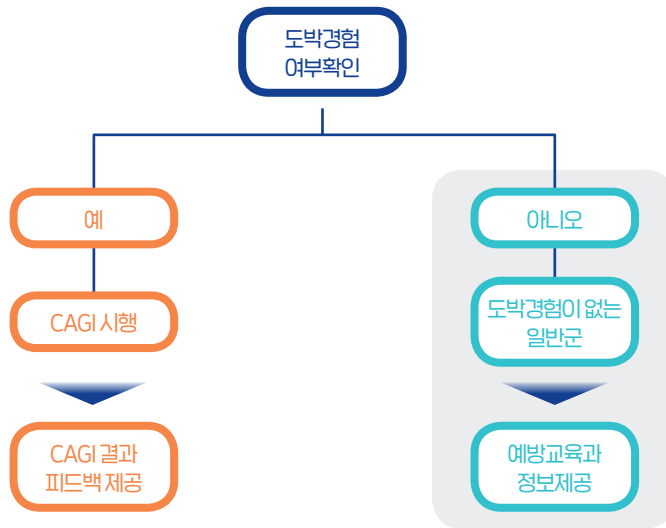 도박경험
여부확인
예
CAGI 시행
CAGI 결과
피드백 제공
아니오
도박경험이 없는
일반군
예방교육과
정보제공